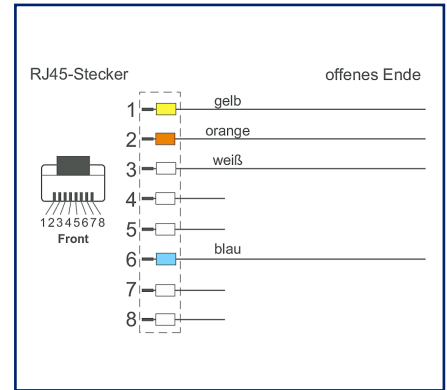 RJ45-Stecker offenes Ende
1 gelb
2 orange
3 weiß
4
5
6 blau
7
8
12345678
Front